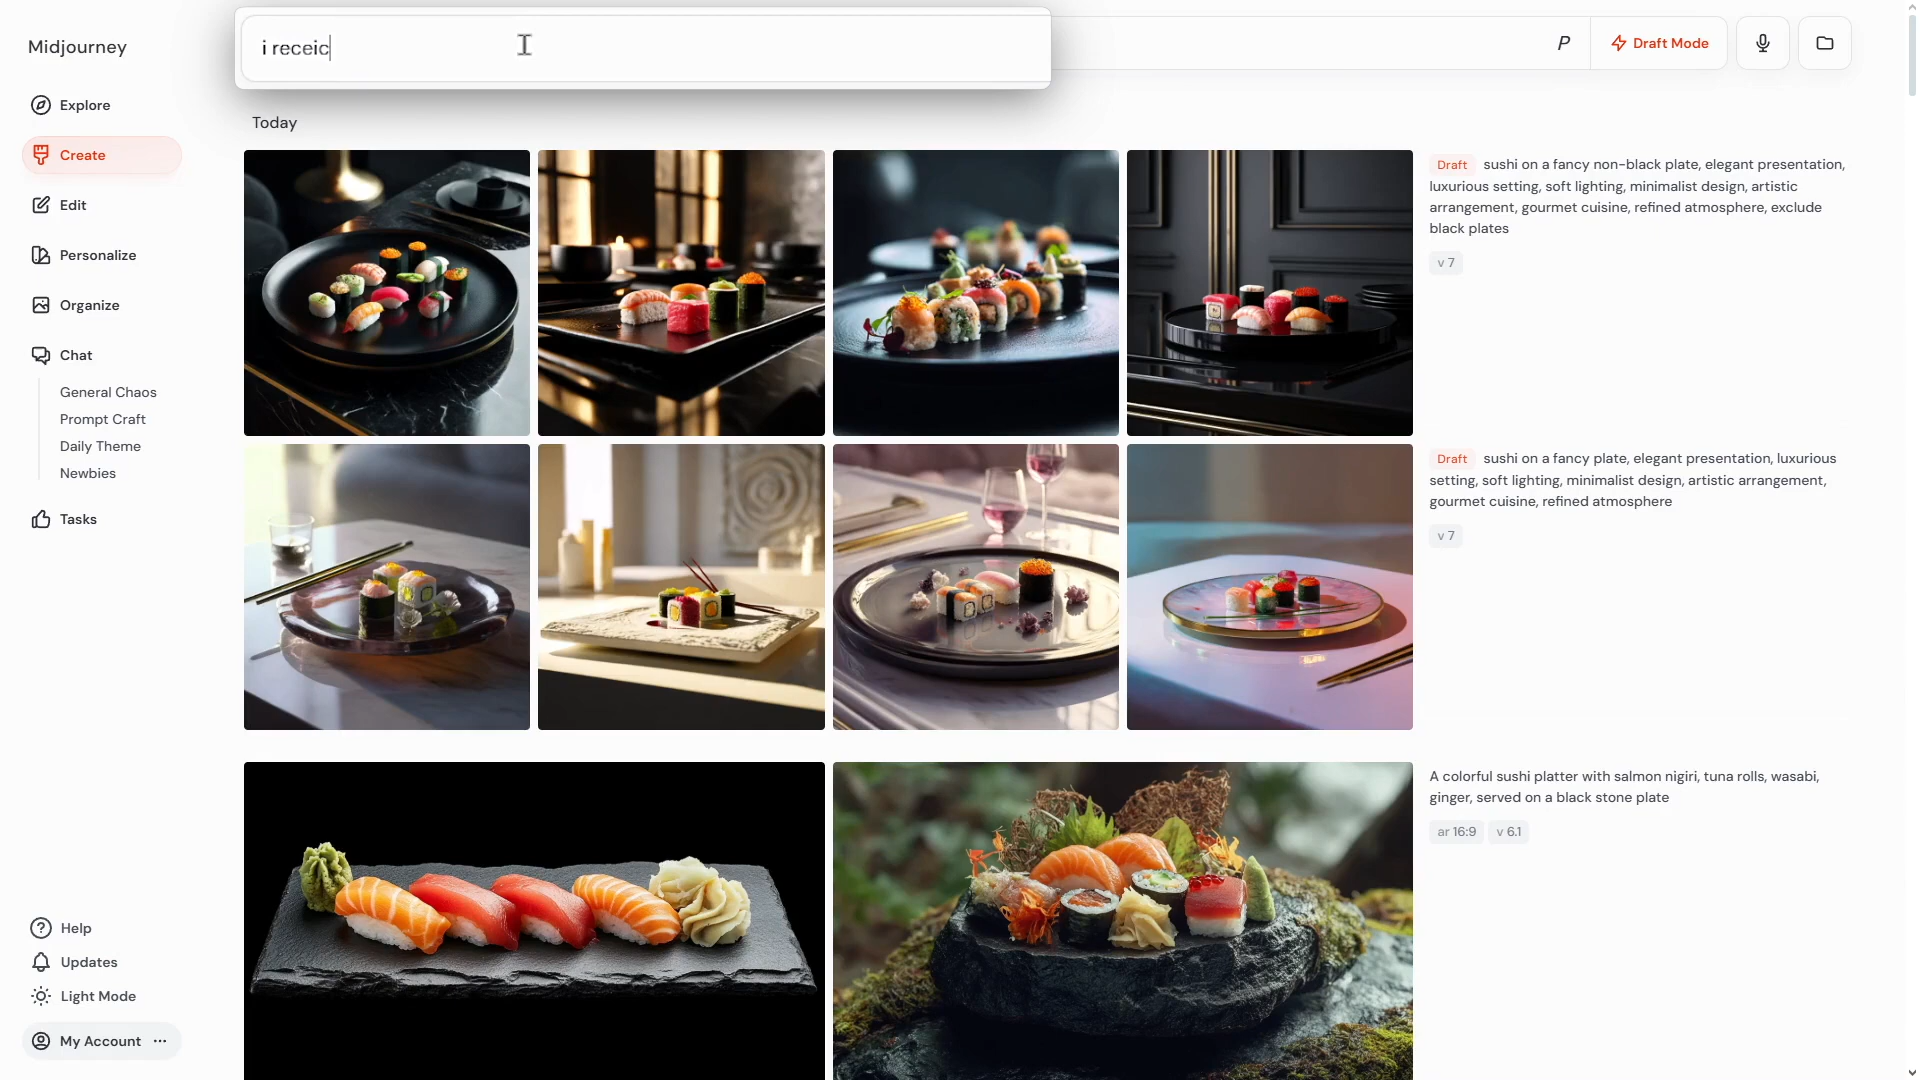 Midjourney
i receic
P
Draft Mode
Explore
Create
Edit
Personalize
Organize
Chat
General Chaos
Prompt Craft
Daily Theme
Newbies
Tasks
Help
Updates
Light Mode
My Account ...
Today
Draft sushi on a fancy non-black plate, elegant presentation,
luxurious setting, soft lighting, minimalist design, artistic
arrangement, gourmet cuisine, refined atmosphere, exclude
black plates
v 7
Draft sushi on a fancy plate, elegant presentation, luxurious
setting, soft lighting, minimalist design, artistic arrangement,
gourmet cuisine, refined atmosphere
v 7
A colorful sushi platter with salmon nigiri, tuna rolls, wasabi,
ginger, served on a black stone plate
ar 16:9 v 6.1